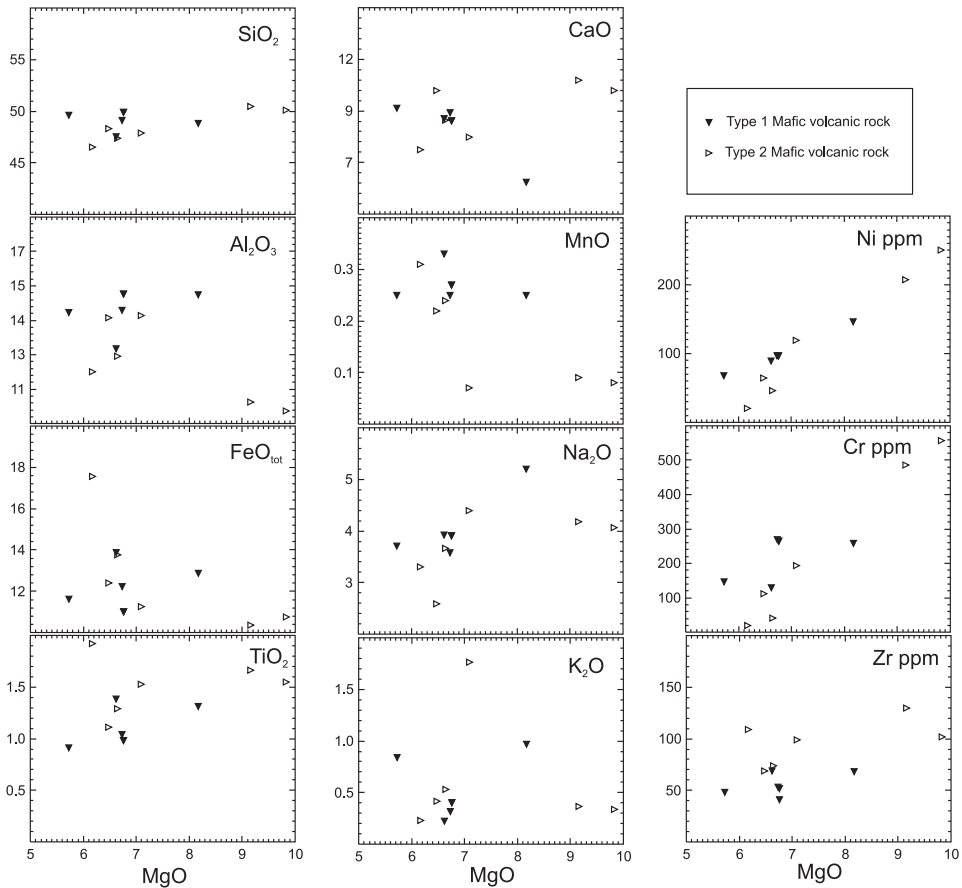 SiO₂
55
50
45
CaO
12
9
7
Type 1 Mafic volcanic rock
Type 2 Mafic volcanic rock
Al₂O₃
17
15
14
13
11
MnO
0.3
0.2
0.1
Ni ppm
200
100
FeO tot
18
16
14
12
Na₂O
5
4
3
Cr ppm
500
400
300
200
100
TiO₂
1.5
1.0
0.5
K₂O
1.5
1.0
0.5
Zr ppm
150
100
50
5 6 7 8 9 10
MgO
5 6 7 8 9 10
MgO
5 6 7 8 9 10
MgO